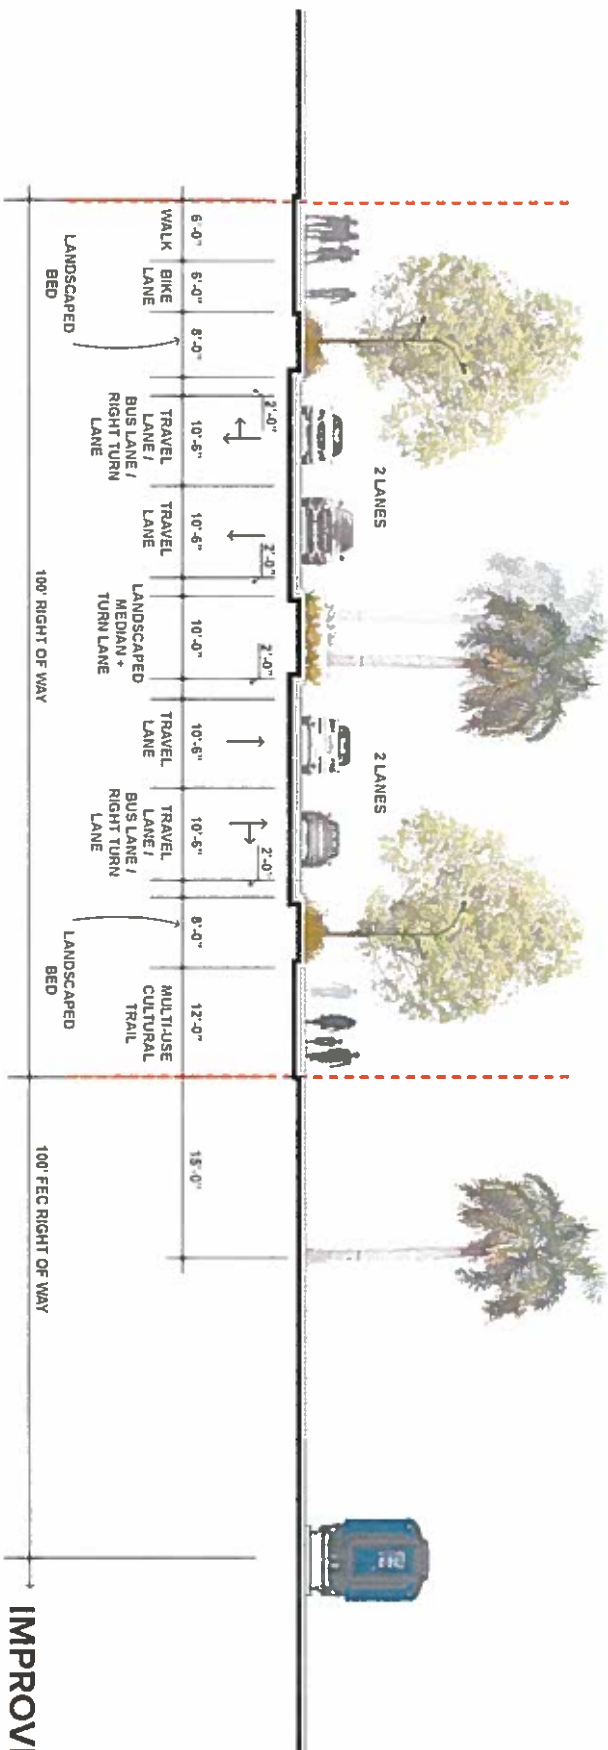 2 LANES
2 LANES
2'-0"
2'-0"
2'-0"
2'-0"
6'-0"
6'-0"
8'-0"
10'-6"
10'-6"
10'-0"
10'-6"
10'-6"
8'-0"
12'-0"
15'-0"
WALK
BIKE
LANE
TRAVEL
LANE /
BUS LANE /
RIGHT TURN
LANE
TRAVEL
LANE
LANDSCAPED
MEDIAN +
TURN LANE
TRAVEL
LANE
TRAVEL
LANE /
BUS LANE /
RIGHT TURN
LANE
MULTI-USE
CULTURAL
TRAIL
LANDSCAPED
BED
LANDSCAPED
BED
100' RIGHT OF WAY
100' FEC RIGHT OF WAY